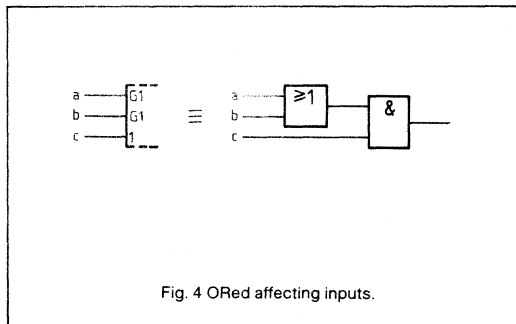 a G1 a ≥1
b G1 ≡ b &
c 1 c
Fig. 4 ORed affecting inputs.